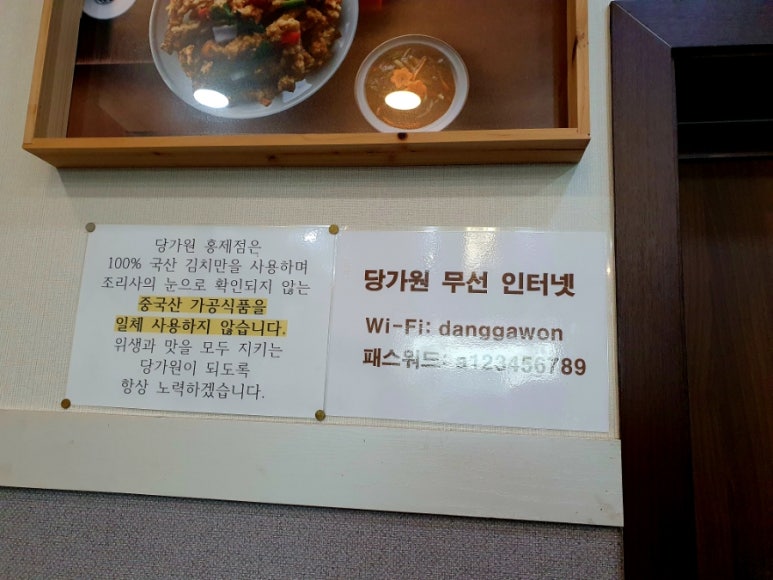 당가원 홍제점은
100% 국산 김치만을 사용하며
조리사의 눈으로 확인되지 않는
중국산 가공식품을
일체 사용하지 않습니다.
위생과 맛을 모두 지키는
당가원이 되도록
항상 노력하겠습니다.
당가원 무선 인터넷
Wi-Fi: danggawon
패스워드: a123456789